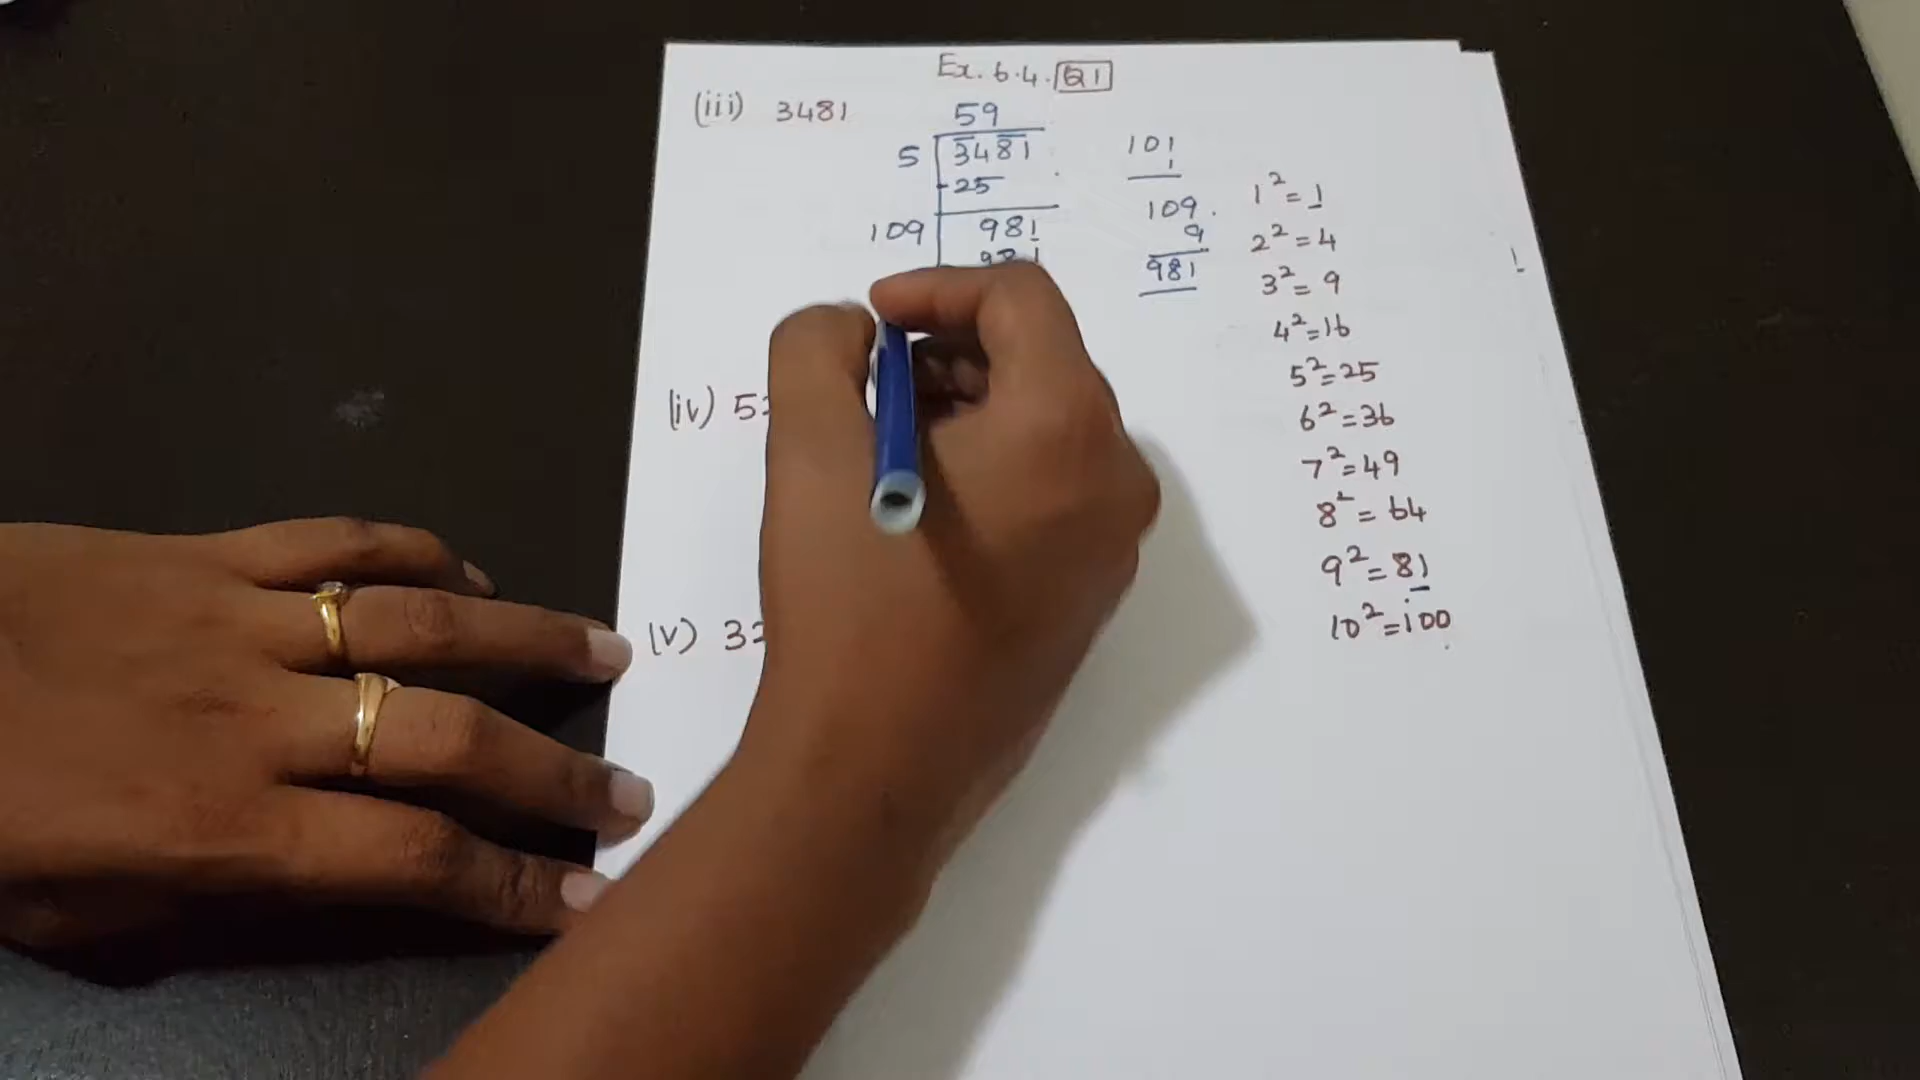 Ex. 6.4. Q1
(iii) 3481
59
5 3481
- 25
109 981
981
101
1
109
9
981
1² = 1
2² = 4
3² = 9
4² = 16
5² = 25
6² = 36
7² = 49
8² = 64
9² = 81
10² = 100
(iv) 5
(v) 3